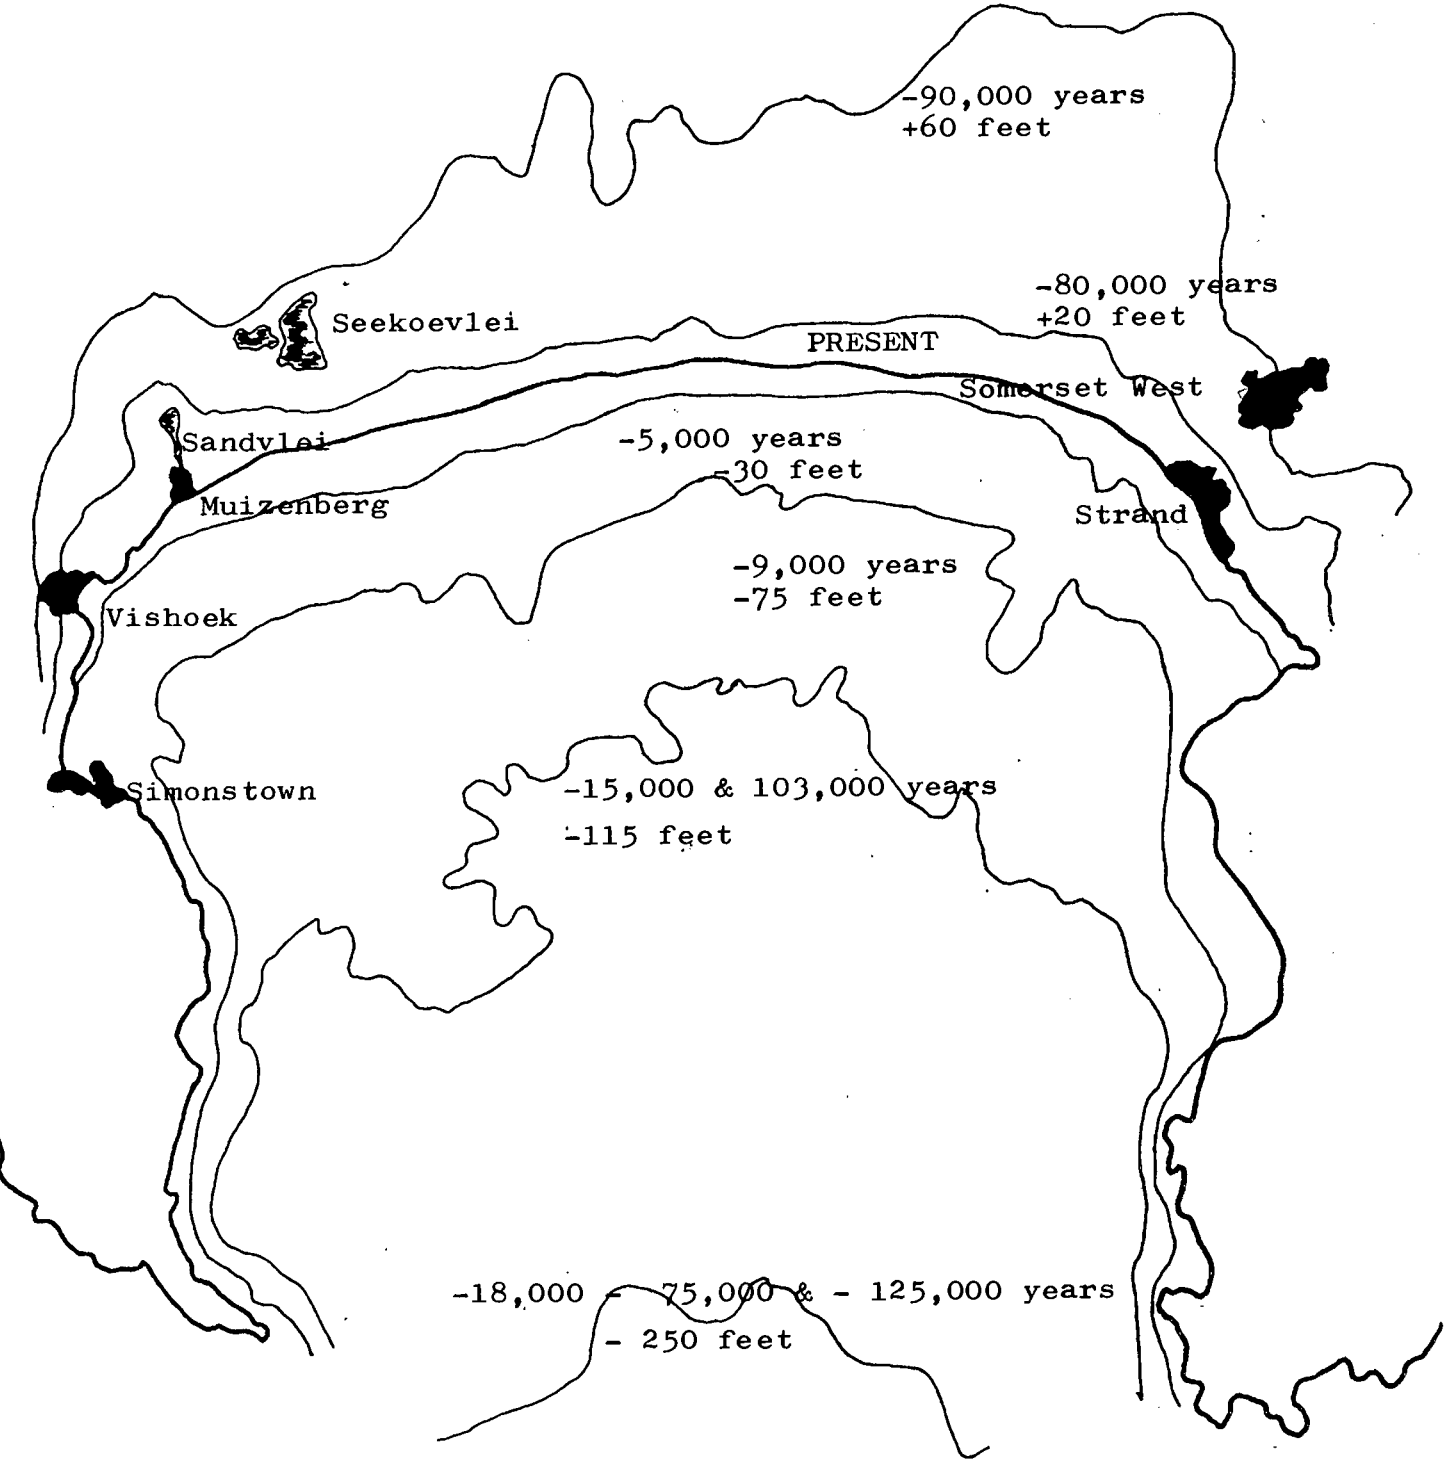 -90,000 years
+60 feet
-80,000 years
+20 feet
Seekoevlei
PRESENT
Somerset West
Sandvlei
-5,000 years
-30 feet
Muizenberg
Strand
-9,000 years
-75 feet
Vishoek
-15,000 & 103,000 years
-115 feet
Simonstown
-18,000 - 75,000 & - 125,000 years
- 250 feet